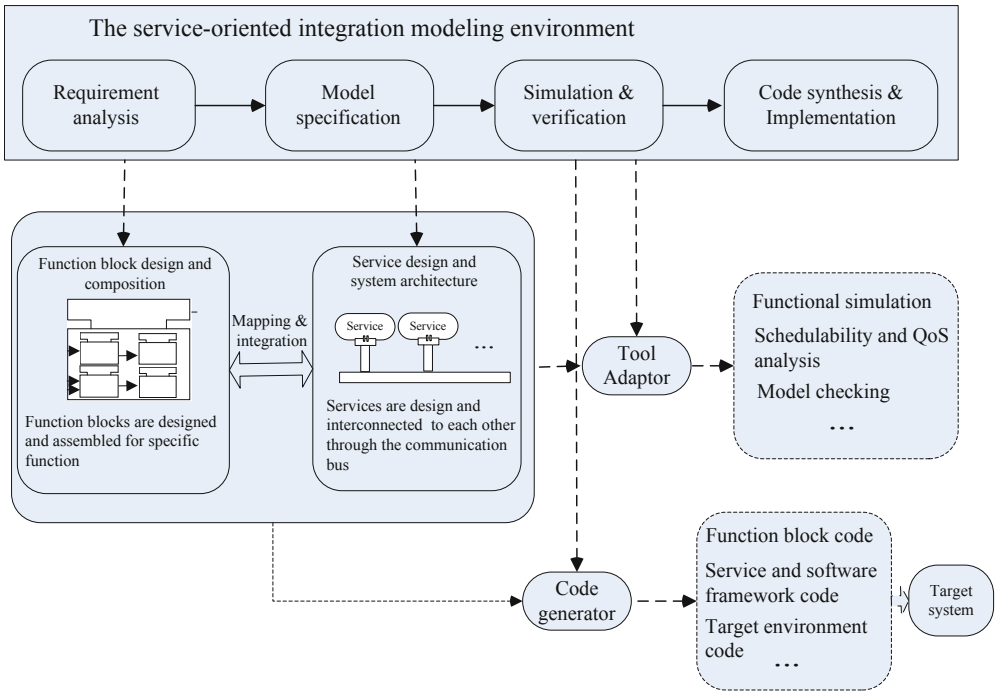 The service-oriented integration modeling environment
Requirement
analysis
Model
specification
Simulation &
verification
Code synthesis &
Implementation
Function block design and
composition
Function blocks are designed
and assembled for specific
function
Mapping &
integration
Service design and
system architecture
Service
Service
...
Services are design and
interconnected to each other
through the communication
bus
Tool
Adaptor
Functional simulation
Schedulability and QoS
analysis
Model checking
...
Code
generator
Function block code
Service and software
framework code
Target environment
code
...
Target
system